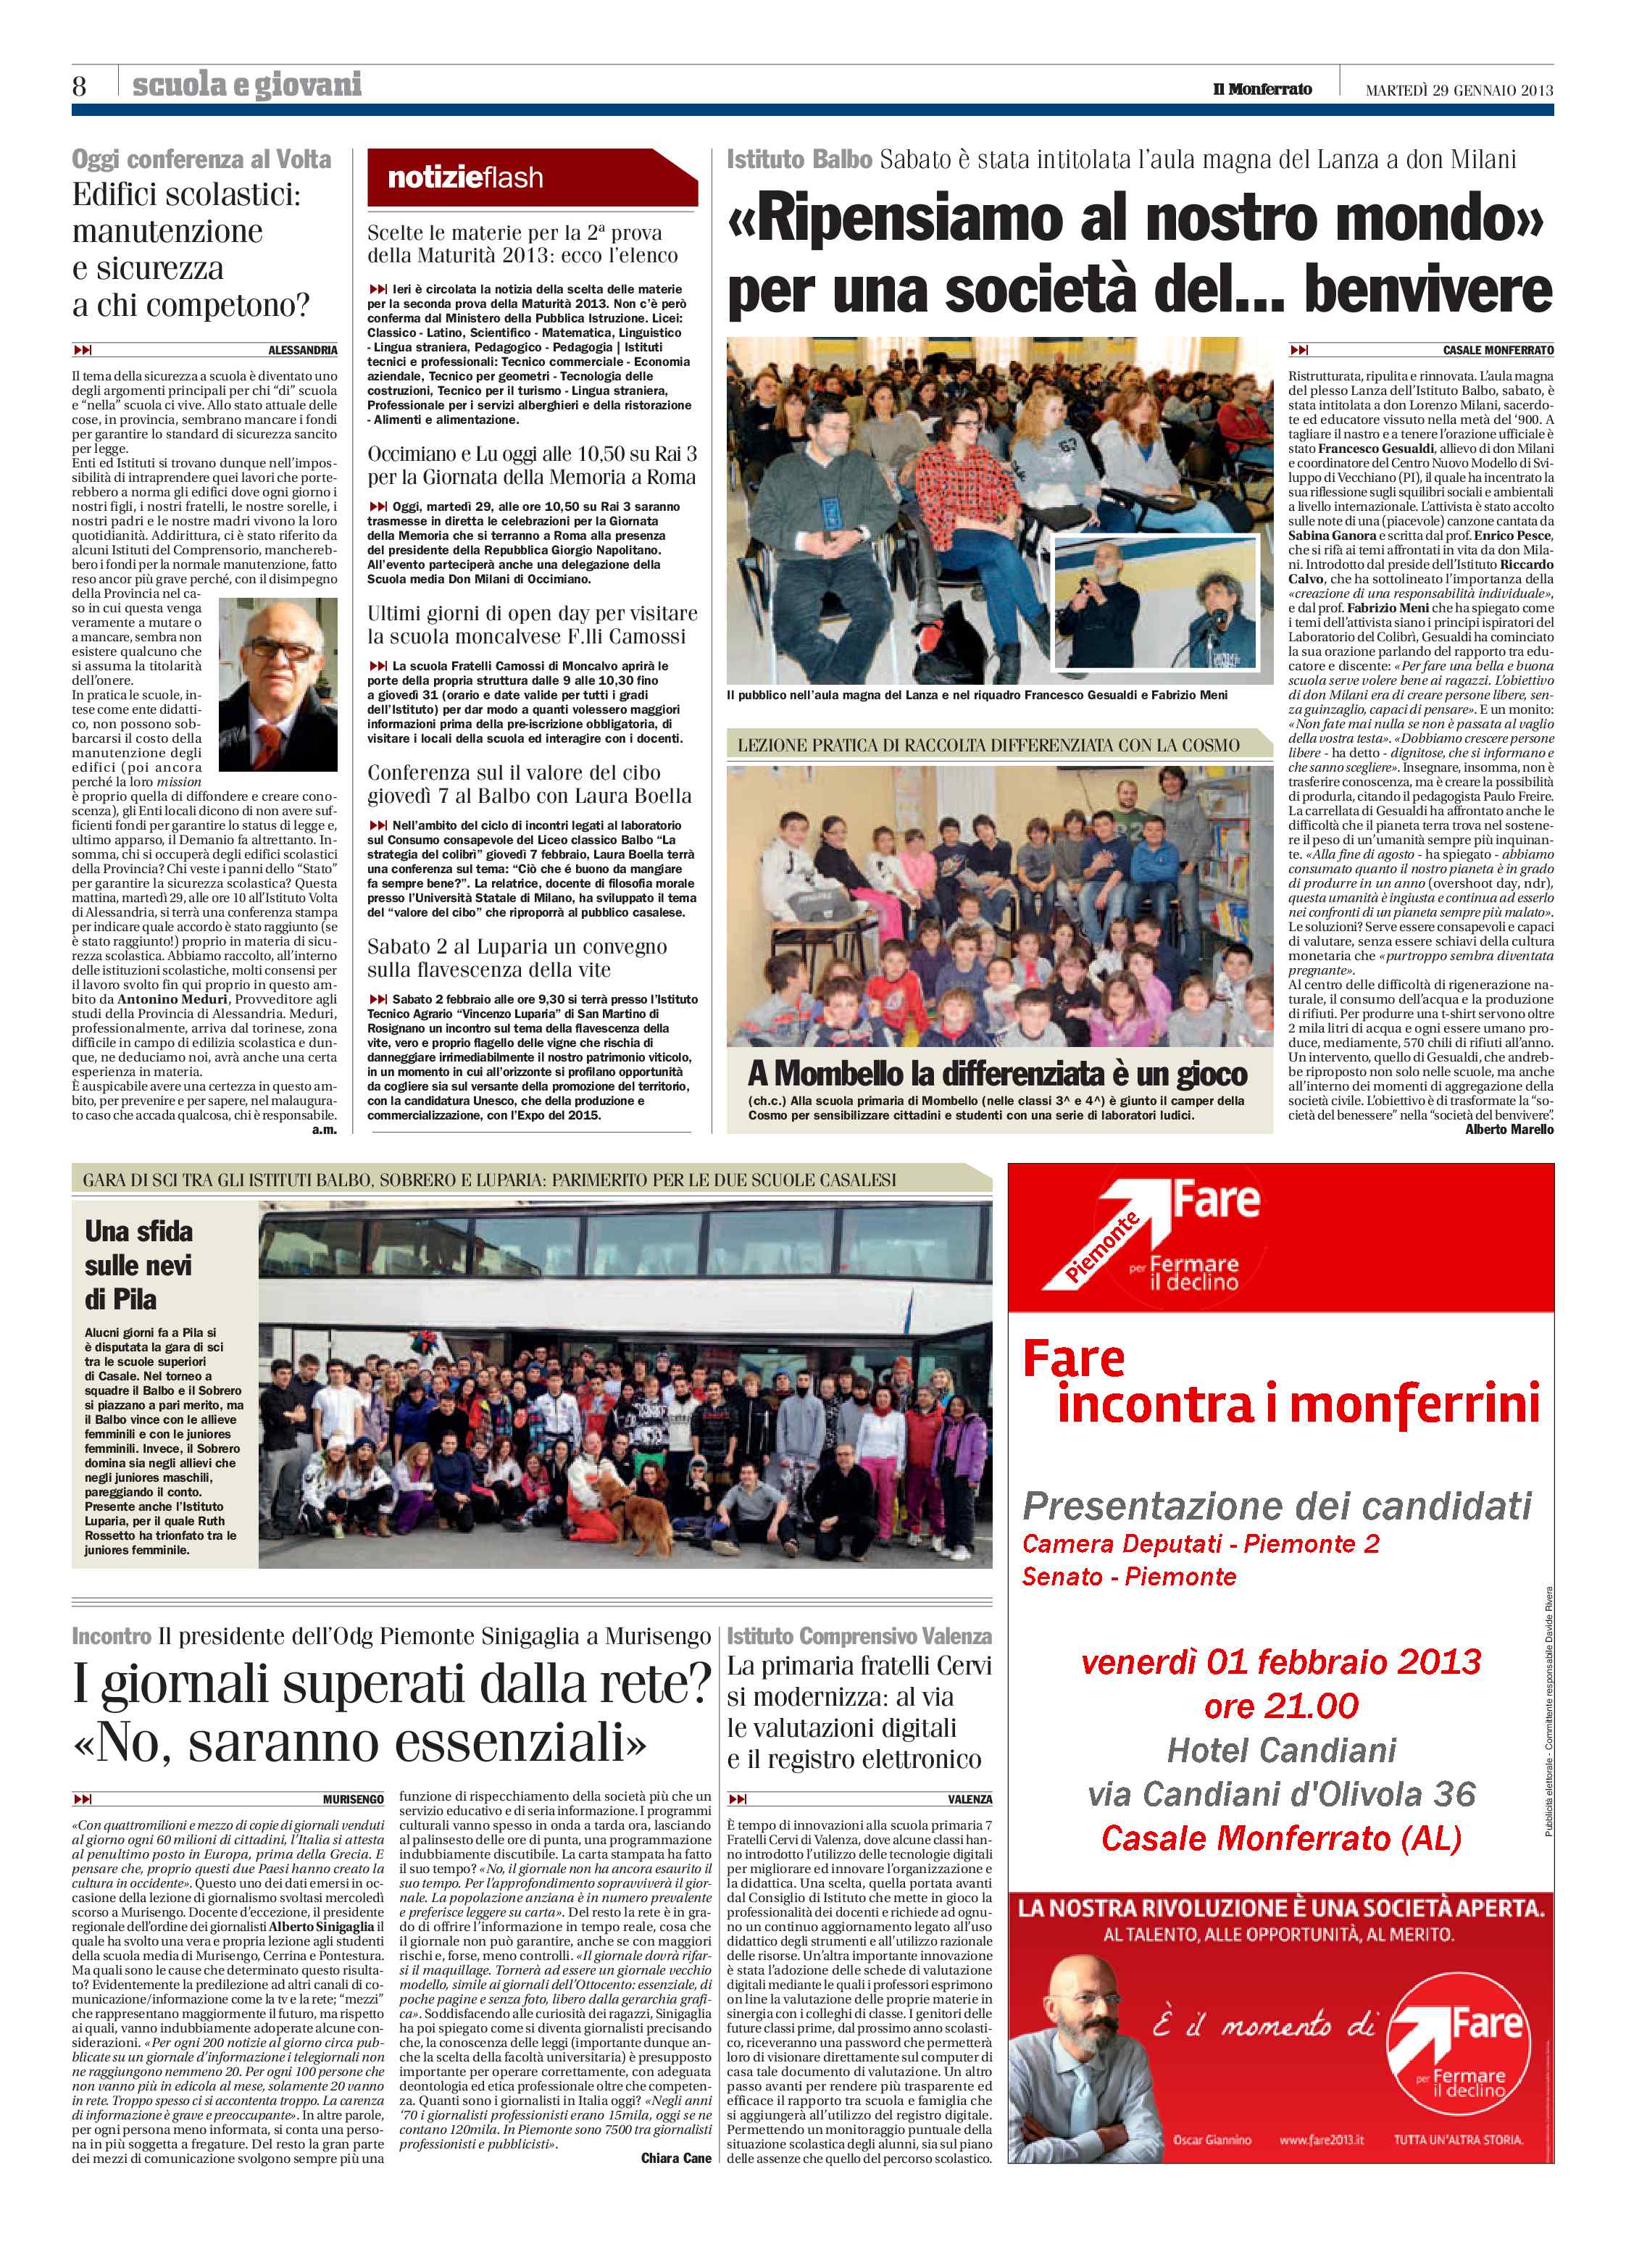 8
scuola e giovani
Il Monferrato
MARTEDÌ 29 GENNAIO 2013
Oggi conferenza al Volta
Edifici scolastici:
manutenzione
e sicurezza
a chi competono?
ALESSANDRIA
Il tema della sicurezza a scuola è diventato uno
degli argomenti principali per chi “di” scuola
e “nella” scuola ci vive. Allo stato attuale delle
cose, in provincia, sembrano mancare i fondi
per garantire lo standard di sicurezza sancito
per legge.
Enti ed Istituti si trovano dunque nell’impos-
sibilità di intraprendere quei lavori che porte-
rebbero a norma gli edifici dove ogni giorno i
nostri figli, i nostri fratelli, le nostre sorelle, i
nostri padri e le nostre madri vivono la loro
quotidianità. Addirittura, ci è stato riferito da
alcuni Istituti del Comprensorio, manchereb-
bero i fondi per la normale manutenzione, fatto
reso ancor più grave perché, con il disimpegno
della Provincia nel ca-
so in cui questa venga
veramente a mutare o
a mancare, sembra non
esistere qualcuno che
si assuma la titolarità
dell’onere.
In pratica le scuole, in-
tese come ente didatti-
co, non possono sob-
barcarsi il costo della
manutenzione degli
edifici (poi ancora
perché la loro mission
è proprio quella di diffondere e creare cono-
scenza), gli Enti locali dicono di non avere suf-
ficienti fondi per garantire lo status di legge e,
ultimo apparso, il Demanio fa altrettanto. In-
somma, chi si occuperà degli edifici scolastici
della Provincia? Chi veste i panni dello “Stato”
per garantire la sicurezza scolastica? Questa
mattina, martedì 29, alle ore 10 all’Istituto Volta
di Alessandria, si terrà una conferenza stampa
per indicare quale accordo è stato raggiunto (se
è stato raggiunto!) proprio in materia di sicu-
rezza scolastica. Abbiamo raccolto, all’interno
delle istituzioni scolastiche, molti consensi per
il lavoro svolto fin qui proprio in questo am-
bito da Antonino Meduri, Provveditore agli
studi della Provincia di Alessandria. Meduri,
professionalmente, arriva dal torinese, zona
difficile in campo di edilizia scolastica e dun-
que, ne deduciamo noi, avrà anche una certa
esperienza in materia.
È auspicabile avere una certezza in questo am-
bito, per prevenire e per sapere, nel malaugura-
to caso che accada qualcosa, chi è responsabile.
a.m.
notizieflash
Scelte le materie per la 2ª prova
della Maturità 2013: ecco l’elenco
Ieri è circolata la notizia della scelta delle materie
per la seconda prova della Maturità 2013. Non c’è però
conferma dal Ministero della Pubblica Istruzione. Licei:
Classico - Latino, Scientifico - Matematica, Linguistico
- Lingua straniera, Pedagogico - Pedagogia | Istituti
tecnici e professionali: Tecnico commerciale - Economia
aziendale, Tecnico per geometri - Tecnologia delle
costruzioni, Tecnico per il turismo - Lingua straniera,
Professionale per i servizi alberghieri e della ristorazione
- Alimenti e alimentazione.
Occimiano e Lu oggi alle 10,50 su Rai 3
per la Giornata della Memoria a Roma
Oggi, martedì 29, alle ore 10,50 su Rai 3 saranno
trasmesse in diretta le celebrazioni per la Giornata
della Memoria che si terranno a Roma alla presenza
del presidente della Repubblica Giorgio Napolitano.
All’evento parteciperà anche una delegazione della
Scuola media Don Milani di Occimiano.
Ultimi giorni di open day per visitare
la scuola moncalvese F.lli Camossi
La scuola Fratelli Camossi di Moncalvo aprirà le
porte della propria struttura dalle 9 alle 10,30 fino
a giovedì 31 (orario e date valide per tutti i gradi
dell’Istituto) per dar modo a quanti volessero maggiori
informazioni prima della pre-iscrizione obbligatoria, di
visitare i locali della scuola ed interagire con i docenti.
Conferenza sul il valore del cibo
giovedì 7 al Balbo con Laura Boella
Nell’ambito del ciclo di incontri legati al laboratorio
sul Consumo consapevole del Liceo classico Balbo “La
strategia del colibrì” giovedì 7 febbraio, Laura Boella terrà
una conferenza sul tema: “Ciò che é buono da mangiare
fa sempre bene?”. La relatrice, docente di filosofia morale
presso l’Università Statale di Milano, ha sviluppato il tema
del “valore del cibo” che riproporrà al pubblico casalese.
Sabato 2 al Luparia un convegno
sulla flavescenza della vite
Sabato 2 febbraio alle ore 9,30 si terrà presso l’Istituto
Tecnico Agrario “Vincenzo Luparia” di San Martino di
Rosignano un incontro sul tema della flavescenza della
vite, vero e proprio flagello delle vigne che rischia di
danneggiare irrimediabilmente il nostro patrimonio viticolo,
in un momento in cui all’orizzonte si profilano opportunità
da cogliere sia sul versante della promozione del territorio,
con la candidatura Unesco, che della produzione e
commercializzazione, con l’Expo del 2015.
Istituto Balbo Sabato è stata intitolata l’aula magna del Lanza a don Milani
«Ripensiamo al nostro mondo»
per una società del... benvivere
Il pubblico nell’aula magna del Lanza e nel riquadro Francesco Gesualdi e Fabrizio Meni
LEZIONE PRATICA DI RACCOLTA DIFFERENZIATA CON LA COSMO
A Mombello la differenziata è un gioco
(ch.c.) Alla scuola primaria di Mombello (nelle classi 3^ e 4^) è giunto il camper della
Cosmo per sensibilizzare cittadini e studenti con una serie di laboratori ludici.
CASALE MONFERRATO
Ristrutturata, ripulita e rinnovata. L’aula magna
del plesso Lanza dell’Istituto Balbo, sabato, è
stata intitolata a don Lorenzo Milani, sacerdo-
te ed educatore vissuto nella metà del ‘900. A
tagliare il nastro e a tenere l’orazione ufficiale è
stato Francesco Gesualdi, allievo di don Milani
e coordinatore del Centro Nuovo Modello di Svi-
luppo di Vecchiano (PI), il quale ha incentrato la
sua riflessione sugli squilibri sociali e ambientali
a livello internazionale. L’attivista è stato accolto
sulle note di una (piacevole) canzone cantata da
Sabina Ganora e scritta dal prof. Enrico Pesce,
che si rifà ai temi affrontati in vita da don Mila-
ni. Introdotto dal preside dell’Istituto Riccardo
Calvo, che ha sottolineato l’importanza della
«creazione di una responsabilità individuale»,
e dal prof. Fabrizio Meni che ha spiegato come
i temi dell’attivista siano i principi ispiratori del
Laboratorio del Colibrì, Gesualdi ha cominciato
la sua orazione parlando del rapporto tra edu-
catore e discente: «Per fare una bella e buona
scuola serve volere bene ai ragazzi. L’obiettivo
di don Milani era di creare persone libere, sen-
za guinzaglio, capaci di pensare». E un monito:
«Non fate mai nulla se non è passata al vaglio
della vostra testa». «Dobbiamo crescere persone
libere - ha detto - dignitose, che si informano e
che sanno scegliere». Insegnare, insomma, non è
trasferire conoscenza, ma è creare la possibilità
di produrla, citando il pedagogista Paulo Freire.
La carrellata di Gesualdi ha affrontato anche le
difficoltà che il pianeta terra trova nel sostene-
re il peso di un’umanità sempre più inquinan-
te. «Alla fine di agosto - ha spiegato - abbiamo
consumato quanto il nostro pianeta è in grado
di produrre in un anno (overshoot day, ndr),
questa umanità è ingiusta e continua ad esserlo
nei confronti di un pianeta sempre più malato».
Le soluzioni? Serve essere consapevoli e capaci
di valutare, senza essere schiavi della cultura
monetaria che «purtroppo sembra diventata
pregnante».
Al centro delle difficoltà di rigenerazione na-
turale, il consumo dell’acqua e la produzione
di rifiuti. Per produrre una t-shirt servono oltre
2 mila litri di acqua e ogni essere umano pro-
duce, mediamente, 570 chili di rifiuti all’anno.
Un intervento, quello di Gesualdi, che andreb-
be riproposto non solo nelle scuole, ma anche
all’interno dei momenti di aggregazione della
società civile. L’obiettivo è di trasformate la “so-
cietà del benessere” nella “società del benvivere”.
Alberto Marello
GARA DI SCI TRA GLI ISTITUTI BALBO, SOBRERO E LUPARIA: PARIMERITO PER LE DUE SCUOLE CASALESI
Una sfida
sulle nevi
di Pila
Alucni giorni fa a Pila si
è disputata la gara di sci
tra le scuole superiori
di Casale. Nel torneo a
squadre il Balbo e il Sobrero
si piazzano a pari merito, ma
il Balbo vince con le allieve
femminili e con le juniores
femminili. Invece, il Sobrero
domina sia negli allievi che
negli juniores maschili,
pareggiando il conto.
Presente anche l’Istituto
Luparia, per il quale Ruth
Rossetto ha trionfato tra le
juniores femminile.
Incontro Il presidente dell’Odg Piemonte Sinigaglia a Murisengo
I giornali superati dalla rete?
«No, saranno essenziali»
MURISENGO
«Con quattromilioni e mezzo di copie di giornali venduti
al giorno ogni 60 milioni di cittadini, l’Italia si attesta
al penultimo posto in Europa, prima della Grecia. E
pensare che, proprio questi due Paesi hanno creato la
cultura in occidente». Questo uno dei dati emersi in oc-
casione della lezione di giornalismo svoltasi mercoledì
scorso a Murisengo. Docente d’eccezione, il presidente
regionale dell’ordine dei giornalisti Alberto Sinigaglia il
quale ha svolto una vera e propria lezione agli studenti
della scuola media di Murisengo, Cerrina e Pontestura.
Ma quali sono le cause che determinato questo risulta-
to? Evidentemente la predilezione ad altri canali di co-
municazione/informazione come la tv e la rete; “mezzi”
che rappresentano maggiormente il futuro, ma rispetto
ai quali, vanno indubbiamente adoperate alcune con-
siderazioni. «Per ogni 200 notizie al giorno circa pub-
blicate su un giornale d’informazione i telegiornali non
ne raggiungono nemmeno 20. Per ogni 100 persone che
non vanno più in edicola al mese, solamente 20 vanno
in rete. Troppo spesso ci si accontenta troppo. La carenza
di informazione è grave e preoccupante». In altre parole,
per ogni persona meno informata, si conta una perso-
na in più soggetta a fregature. Del resto la gran parte
dei mezzi di comunicazione svolgono sempre più una
funzione di rispecchiamento della società più che un
servizio educativo e di seria informazione. I programmi
culturali vanno spesso in onda a tarda ora, lasciando
al palinsesto delle ore di punta, una programmazione
indubbiamente discutibile. La carta stampata ha fatto
il suo tempo? «No, il giornale non ha ancora esaurito il
suo tempo. Per l’approfondimento sopravviverà il gior-
nale. La popolazione anziana è in numero prevalente
e preferisce leggere su carta». Del resto la rete è in gra-
do di offrire l’informazione in tempo reale, cosa che
il giornale non può garantire, anche se con maggiori
rischi e, forse, meno controlli. «Il giornale dovrà rifar-
si il maquillage. Tornerà ad essere un giornale vecchio
modello, simile ai giornali dell’Ottocento: essenziale, di
poche pagine e senza foto, libero dalla gerarchia grafi-
ca». Soddisfacendo alle curiosità dei ragazzi, Sinigaglia
ha poi spiegato come si diventa giornalisti precisando
che, la conoscenza delle leggi (importante dunque an-
che la scelta della facoltà universitaria) è presupposto
importante per operare correttamente, con adeguata
deontologia ed etica professionale oltre che competen-
za. Quanti sono i giornalisti in Italia oggi? «Negli anni
‘70 i giornalisti professionisti erano 15mila, oggi se ne
contano 120mila. In Piemonte sono 7500 tra giornalisti
professionisti e pubblicisti».
Chiara Cane
Istituto Comprensivo Valenza
La primaria fratelli Cervi
si modernizza: al via
le valutazioni digitali
e il registro elettronico
VALENZA
È tempo di innovazioni alla scuola primaria 7
Fratelli Cervi di Valenza, dove alcune classi han-
no introdotto l’utilizzo delle tecnologie digitali
per migliorare ed innovare l’organizzazione e
la didattica. Una scelta, quella portata avanti
dal Consiglio di Istituto che mette in gioco la
professionalità dei docenti e richiede ad ognu-
no un continuo aggiornamento legato all’uso
didattico degli strumenti e all’utilizzo razionale
delle risorse. Un’altra importante innovazione
è stata l’adozione delle schede di valutazione
digitali mediante le quali i professori esprimono
on line la valutazione delle proprie materie in
sinergia con i colleghi di classe. I genitori delle
future classi prime, dal prossimo anno scolasti-
co, riceveranno una password che permetterà
loro di visionare direttamente sul computer di
casa tale documento di valutazione. Un altro
passo avanti per rendere più trasparente ed
efficace il rapporto tra scuola e famiglia che
si aggiungerà all’utilizzo del registro digitale.
Permettendo un monitoraggio puntuale della
situazione scolastica degli alunni, sia sul piano
delle assenze che quello del percorso scolastico.
Piemonte
Fare
per Fermare
il declino
Fare
incontra i monferrini
Presentazione dei candidati
Camera Deputati - Piemonte 2
Senato - Piemonte
venerdì 01 febbraio 2013
ore 21.00
Hotel Candiani
via Candiani d'Olivola 36
Casale Monferrato (AL)
Pubblicità elettorale - Committente responsabile Davide Rivera
LA NOSTRA RIVOLUZIONE È UNA SOCIETÀ APERTA.
AL TALENTO, ALLE OPPORTUNITÀ, AL MERITO.
È il momento di
Fare
per Fermare
il declino
Oscar Giannino
www.fare2013.it
TUTTA UN'ALTRA STORIA.